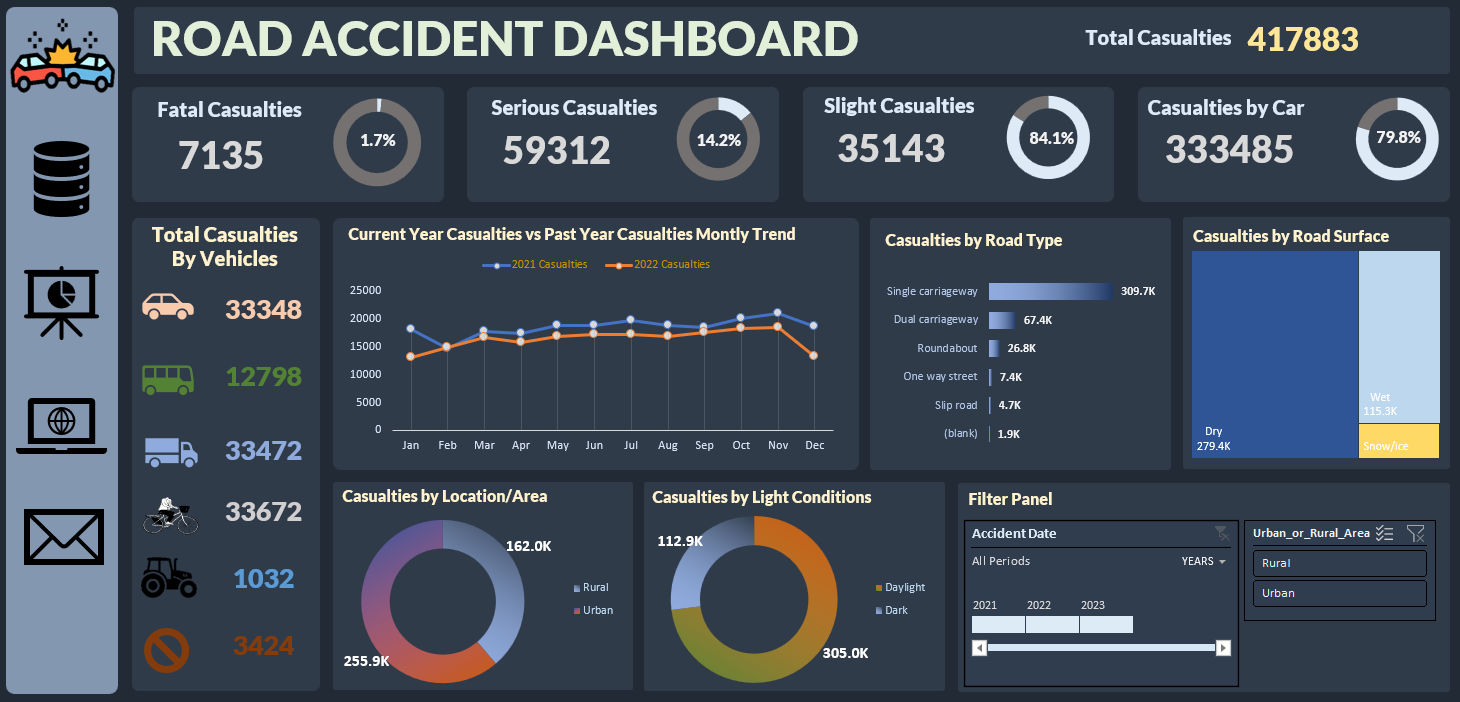 ROAD ACCIDENT DASHBOARD
Total Casualties 417883
Fatal Casualties
7135
1.7%
Serious Casualties
59312
14.2%
Slight Casualties
35143
84.1%
Casualties by Car
333485
79.8%
Total Casualties
By Vehicles
33348
12798
33472
33672
1032
3424
Current Year Casualties vs Past Year Casualties Montly Trend
2021 Casualties 2022 Casualties
25000
20000
15000
10000
5000
0
Jan Feb Mar Apr May Jun Jul Aug Sep Oct Nov Dec
Casualties by Road Type
Single carriageway 309.7K
Dual carriageway 67.4K
Roundabout 26.8K
One way street 7.4K
Slip road 4.7K
(blank) 1.9K
Casualties by Road Surface
Dry
279.4K
Wet
115.3K
Snow/Ice
Casualties by Location/Area
162.0K
255.9K
Rural
Urban
Casualties by Light Conditions
112.9K
305.0K
Daylight
Dark
Filter Panel
Accident Date
All Periods YEARS
2021 2022 2023
Urban_or_Rural_Area
Rural
Urban